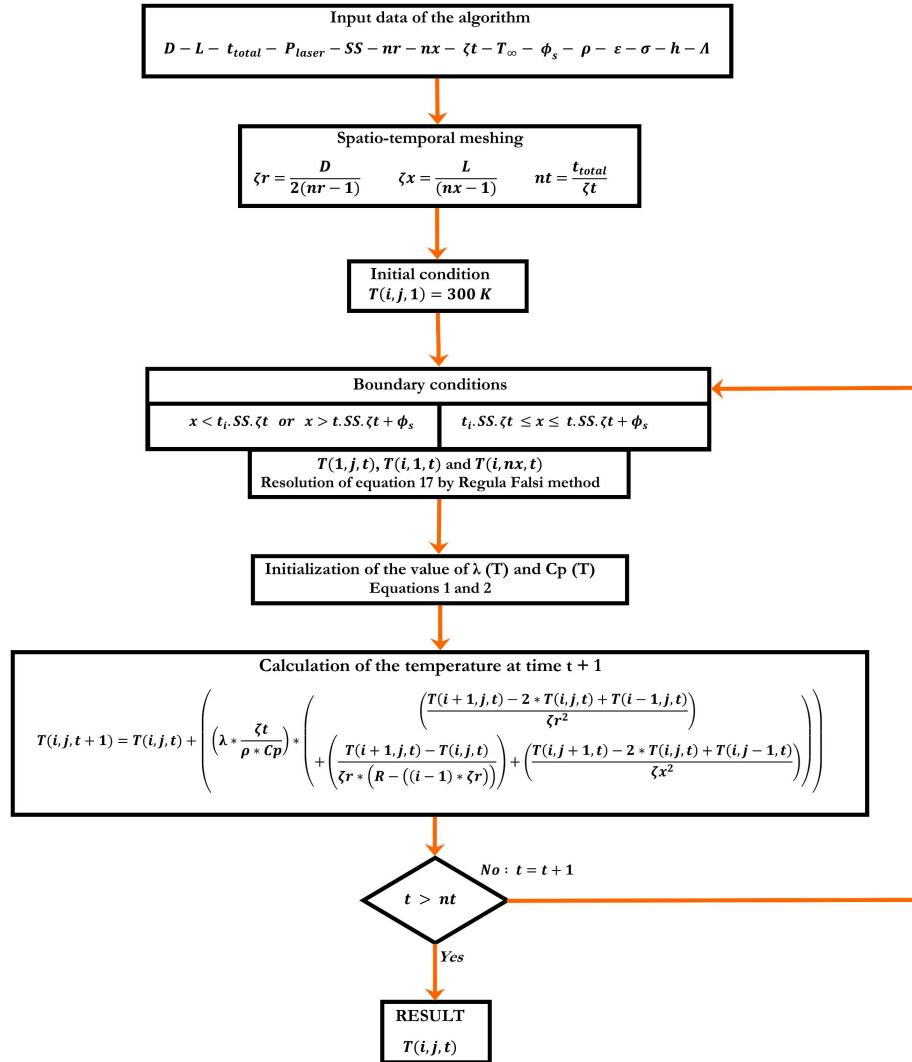 Input data of the algorithm
D − L − t_total − P_laser − SS − nr − nx − ζt − T_∞ − ϕ_s − ρ − ε − σ − h − Λ
Spatio-temporal meshing
ζr = D / 2(nr − 1)    ζx = L / (nx − 1)    nt = t_total / ζt
Initial condition
T(i, j, 1) = 300 K
Boundary conditions
x < t_i. SS. ζt or x > t. SS. ζt + ϕ_s    t_i. SS. ζt ≤ x ≤ t. SS. ζt + ϕ_s
T(1, j, t), T(i, 1, t) and T(i, nx, t)
Resolution of equation 17 by Regula Falsi method
Initialization of the value of λ (T) and Cp (T)
Equations 1 and 2
Calculation of the temperature at time t + 1
T(i, j, t + 1) = T(i, j, t) + ((λ * ζt / (ρ * Cp)) * (((T(i + 1, j, t) − 2 * T(i, j, t) + T(i − 1, j, t)) / ζr²)
+ ((T(i + 1, j, t) − T(i, j, t)) / (ζr * (R − ((i − 1) * ζr)))) + ((T(i, j + 1, t) − 2 * T(i, j, t) + T(i, j − 1, t)) / ζx²)))
No : t = t + 1
t > nt
Yes
RESULT
T(i, j, t)